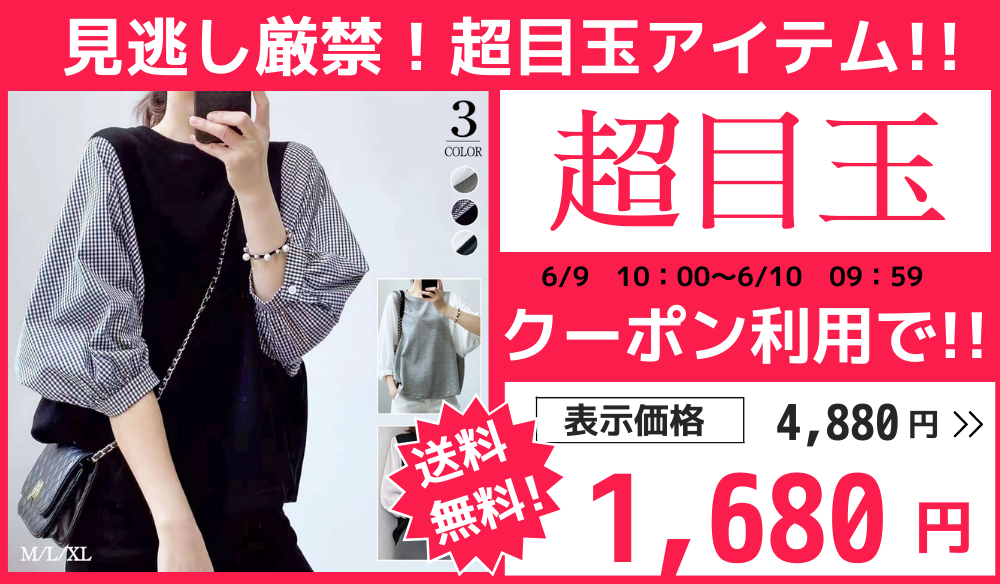 見逃し厳禁！超目玉アイテム!!
3
COLOR
M/L/XL
送料
無料!
超目玉
6/9　10：00〜6/10　09：59
クーポン利用で!!
表示価格 4,880円 >>
1,680円